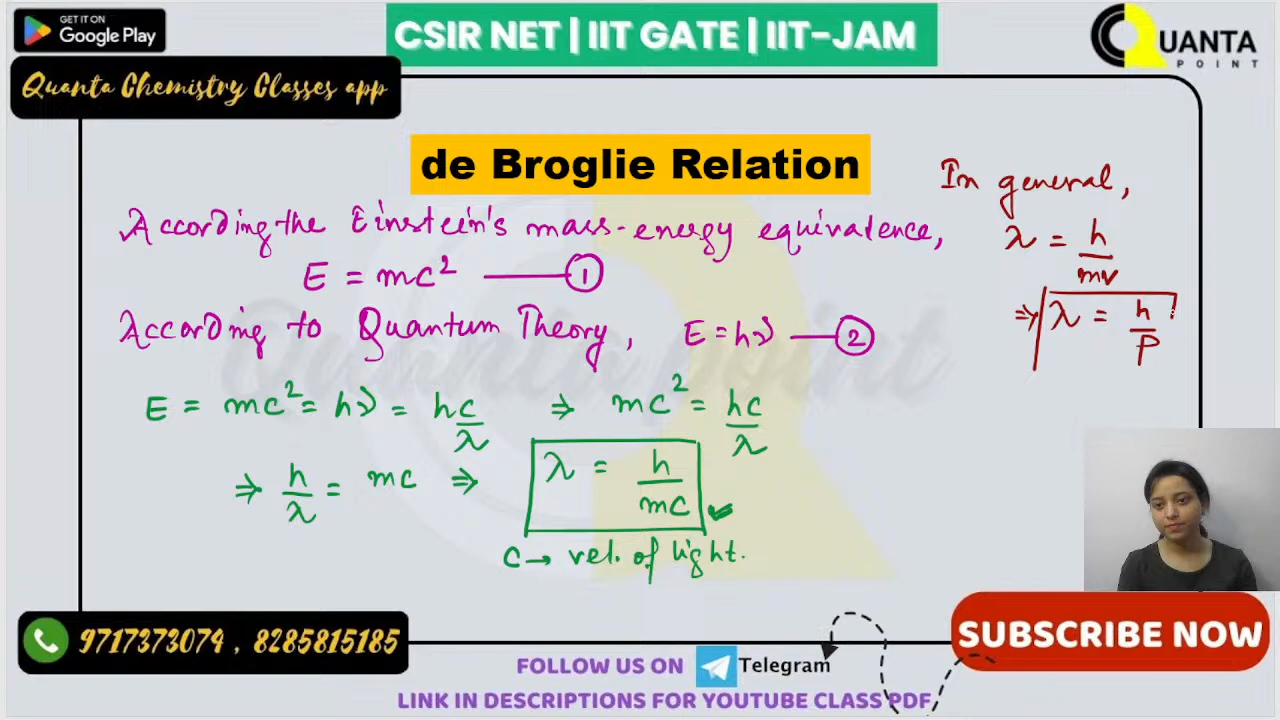 GET IT ON
Google Play
CSIR NET | IIT GATE | IIT-JAM
QUANTA
POINT
Quanta Chemistry Classes app
de Broglie Relation
According the Einstein's mass-energy equivalence,
E = mc² —— ①
According to Quantum Theory, E = hν —— ②
E = mc² = hν = hc/λ ⇒ mc² = hc/λ
⇒ h/λ = mc ⇒ λ = h/mc
c → vel. of light.
In general,
λ = h/mv
⇒ λ = h/P
Quanta point
9717373074 , 8285815185
SUBSCRIBE NOW
FOLLOW US ON Telegram
LINK IN DESCRIPTIONS FOR YOUTUBE CLASS PDF